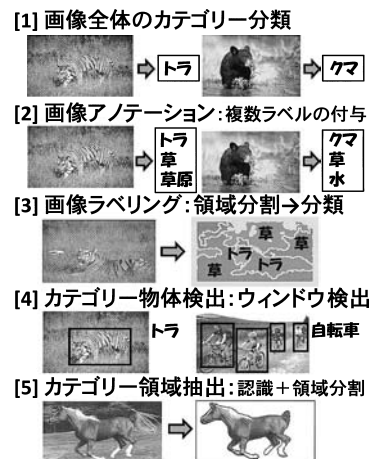 [1] 画像全体のカテゴリー分類
トラ
クマ
[2] 画像アノテーション:複数ラベルの付与
トラ
草
草原
クマ
草
水
[3] 画像ラベリング:領域分割→分類
草
草
トラ
トラ
草
[4] カテゴリー物体検出:ウィンドウ検出
トラ
自転車
[5] カテゴリー領域抽出:認識+領域分割